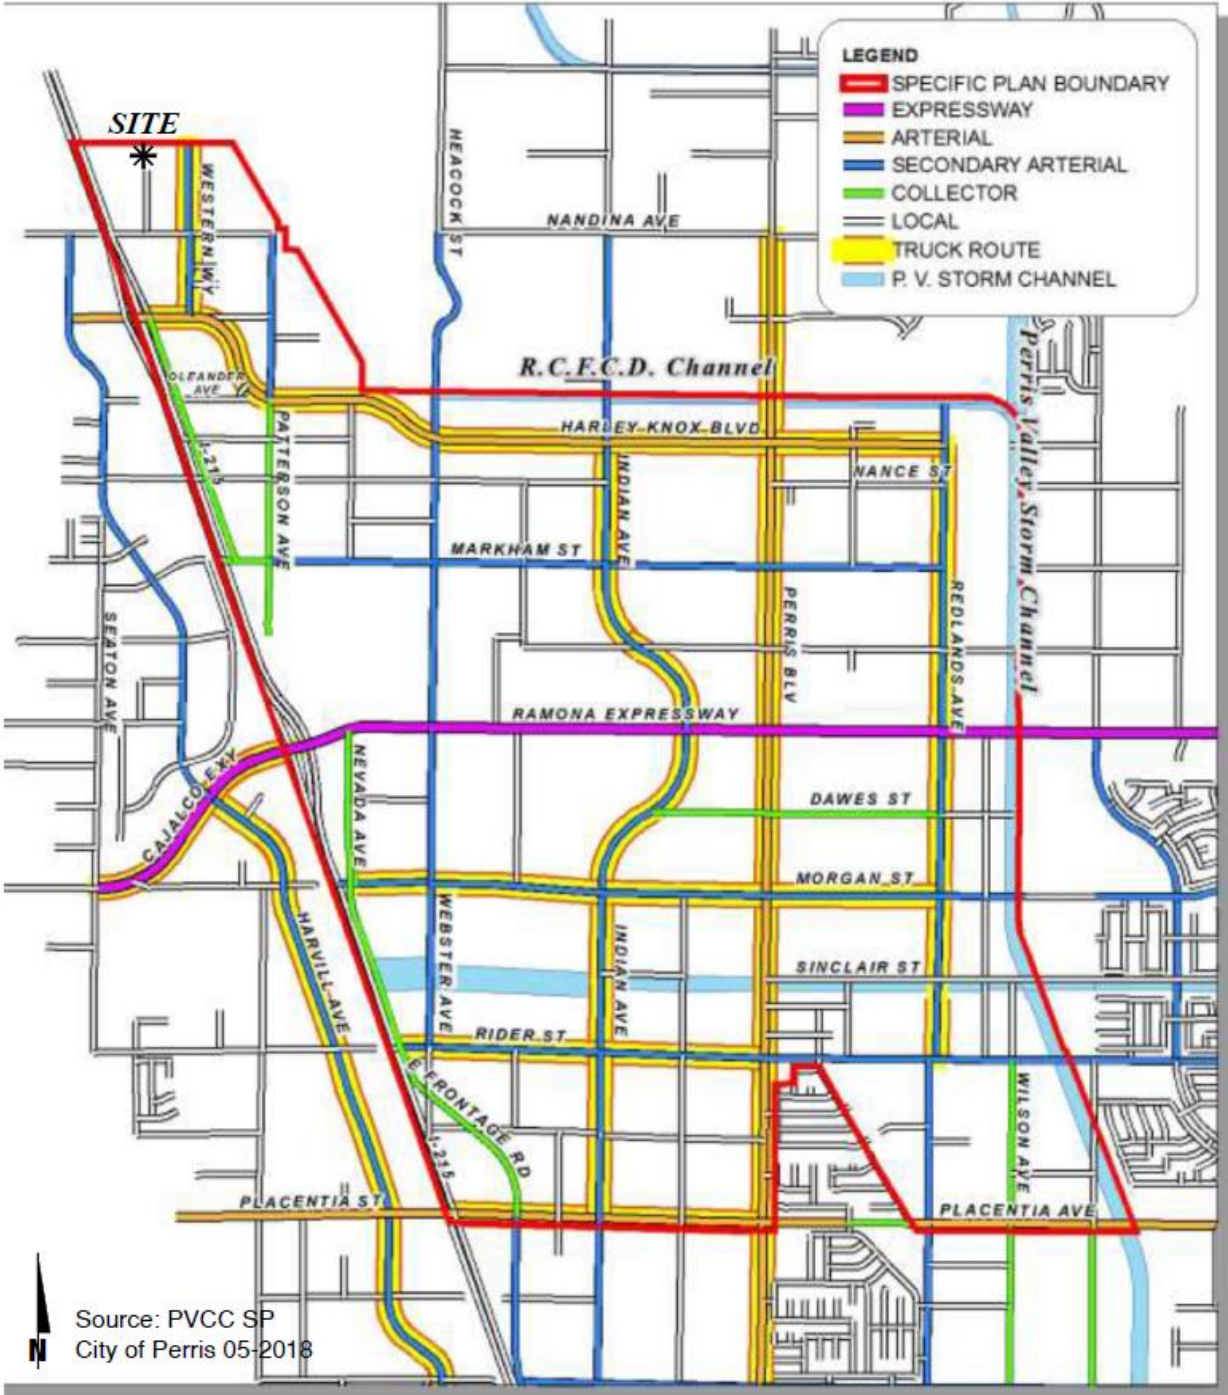 LEGEND
SPECIFIC PLAN BOUNDARY
EXPRESSWAY
ARTERIAL
SECONDARY ARTERIAL
COLLECTOR
LOCAL
TRUCK ROUTE
P. V. STORM CHANNEL
SITE
WESTERN WY
HEACOCK ST
NANDINA AVE
R.C.F.C.D. Channel
Perris Valley Storm Channel
OLEANDER
AVE
HARLEY KNOX BLVD
NANCE ST
I-215
PATTERSON AVE
INDIAN AVE
MARKHAM ST
PERRIS BLV
REDLANDS AVE
SEATON AVE
RAMONA EXPRESSWAY
CAJALCO EXY
NEVADA AVE
DAWES ST
MORGAN ST
HARVILL AVE
WEBSTER AVE
INDIAN AVE
SINCLAIR ST
RIDER ST
E FRONTAGE RD
WILSON AVE
I-215
PLACENTIA ST
PLACENTIA AVE
N
Source: PVCC SP
City of Perris 05-2018